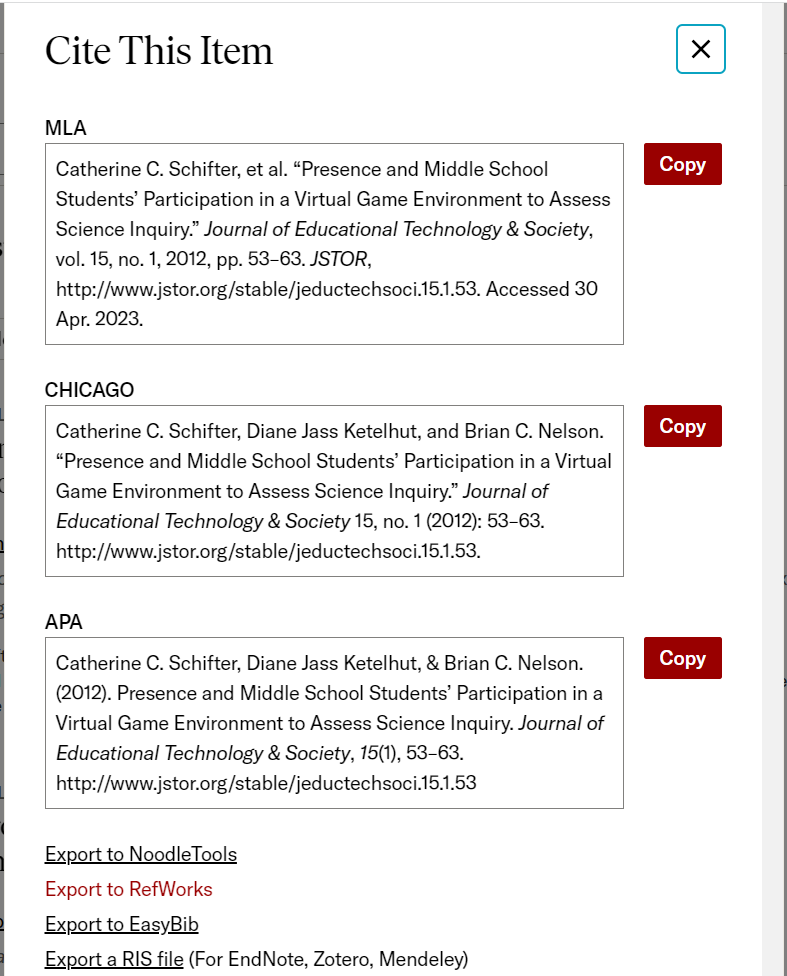 Cite This Item
MLA
Catherine C. Schifter, et al. “Presence and Middle School
Students’ Participation in a Virtual Game Environment to Assess
Science Inquiry.” Journal of Educational Technology & Society,
vol. 15, no. 1, 2012, pp. 53–63. JSTOR,
http://www.jstor.org/stable/jeductechsoci.15.1.53. Accessed 30
Apr. 2023.
Copy
CHICAGO
Catherine C. Schifter, Diane Jass Ketelhut, and Brian C. Nelson.
“Presence and Middle School Students’ Participation in a Virtual
Game Environment to Assess Science Inquiry.” Journal of
Educational Technology & Society 15, no. 1 (2012): 53–63.
http://www.jstor.org/stable/jeductechsoci.15.1.53.
Copy
APA
Catherine C. Schifter, Diane Jass Ketelhut, & Brian C. Nelson.
(2012). Presence and Middle School Students’ Participation in a
Virtual Game Environment to Assess Science Inquiry. Journal of
Educational Technology & Society, 15(1), 53–63.
http://www.jstor.org/stable/jeductechsoci.15.1.53
Copy
Export to NoodleTools
Export to RefWorks
Export to EasyBib
Export a RIS file (For EndNote, Zotero, Mendeley)